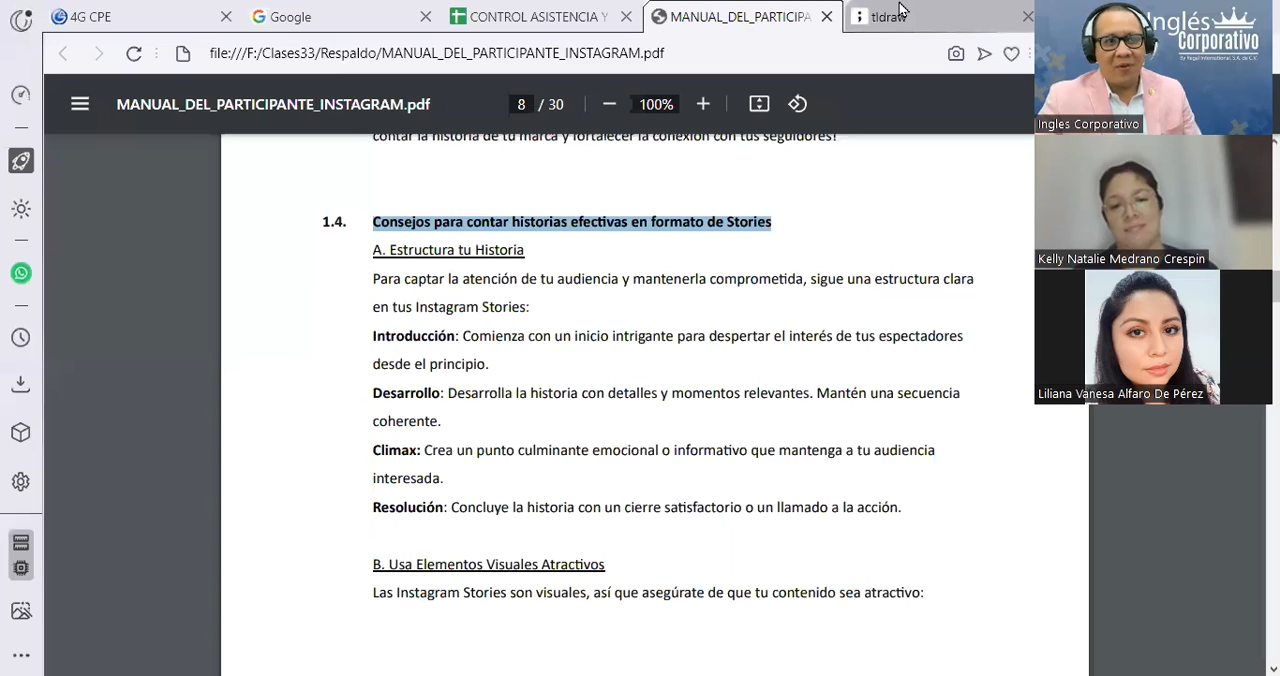 4G CPE
Google
CONTROL ASISTENCIA Y
MANUAL_DEL_PARTICIPA
tldraw
file:///F:/Clases33/Respaldo/MANUAL_DEL_PARTICIPANTE_INSTAGRAM.pdf
MANUAL_DEL_PARTICIPANTE_INSTAGRAM.pdf
8 / 30
100%
contar la historia de tu marca y fortalecer la conexión con tus seguidores!
1.4. Consejos para contar historias efectivas en formato de Stories
A. Estructura tu Historia
Para captar la atención de tu audiencia y mantenerla comprometida, sigue una estructura clara
en tus Instagram Stories:
Introducción: Comienza con un inicio intrigante para despertar el interés de tus espectadores
desde el principio.
Desarrollo: Desarrolla la historia con detalles y momentos relevantes. Mantén una secuencia
coherente.
Climax: Crea un punto culminante emocional o informativo que mantenga a tu audiencia
interesada.
Resolución: Concluye la historia con un cierre satisfactorio o un llamado a la acción.
B. Usa Elementos Visuales Atractivos
Las Instagram Stories son visuales, así que asegúrate de que tu contenido sea atractivo:
Inglés
Corporativo
By Regal International, S.A. de C.V.
Ingles Corporativo
Kelly Natalie Medrano Crespin
Liliana Vanesa Alfaro De Pérez